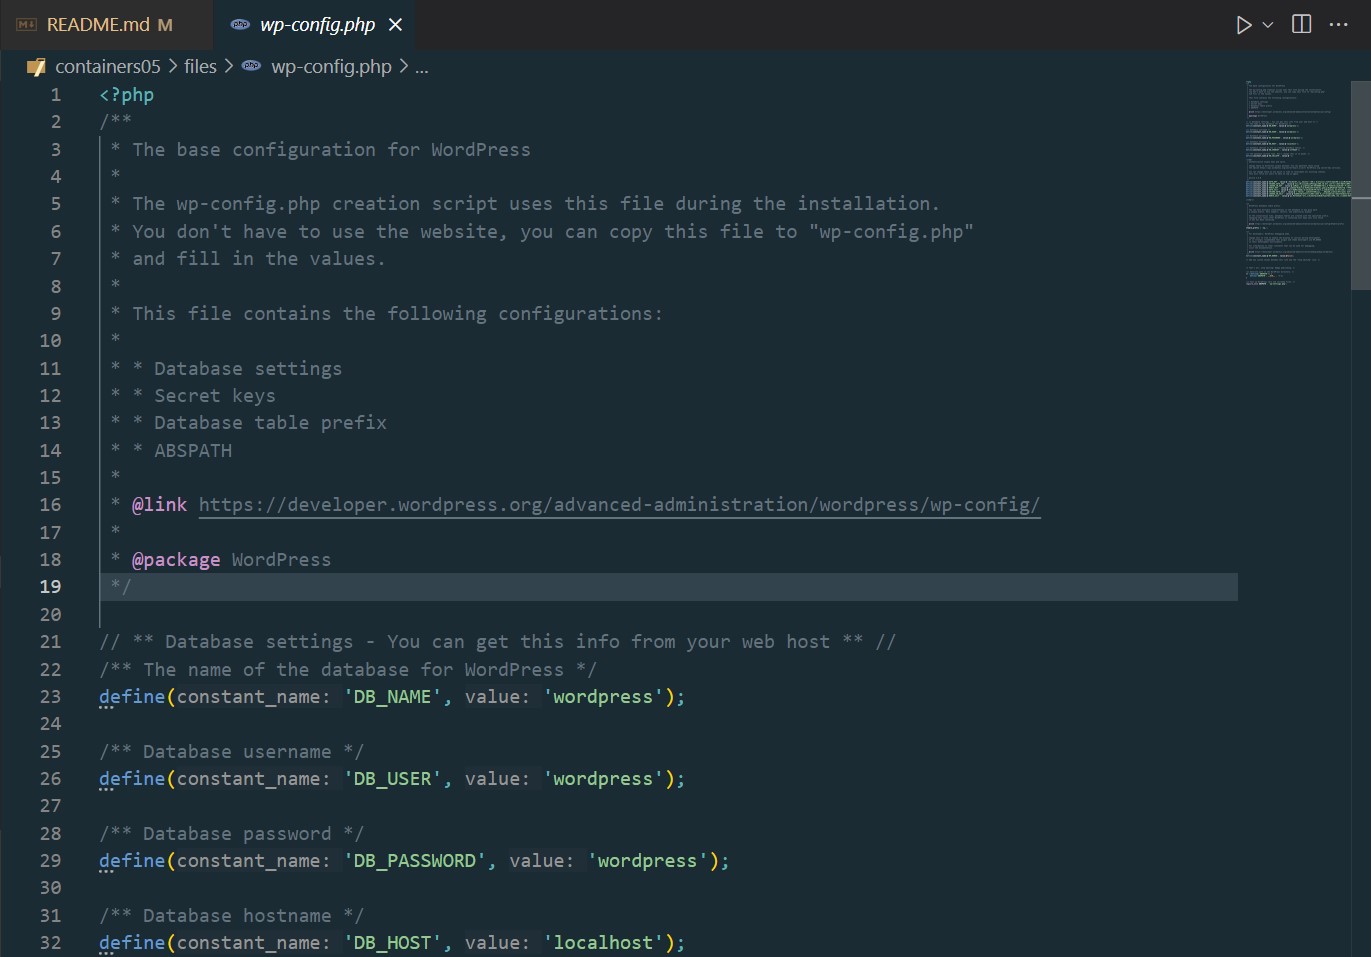 README.md M
wp-config.php
containers05 > files > wp-config.php > ...
1 <?php
2 /**
3 * The base configuration for WordPress
4 *
5 * The wp-config.php creation script uses this file during the installation.
6 * You don't have to use the website, you can copy this file to "wp-config.php"
7 * and fill in the values.
8 *
9 * This file contains the following configurations:
10 *
11 * * Database settings
12 * * Secret keys
13 * * Database table prefix
14 * * ABSPATH
15 *
16 * @link https://developer.wordpress.org/advanced-administration/wordpress/wp-config/
17 *
18 * @package WordPress
19 */
20
21 // ** Database settings - You can get this info from your web host ** //
22 /** The name of the database for WordPress */
23 define(constant_name: 'DB_NAME', value: 'wordpress');
24
25 /** Database username */
26 define(constant_name: 'DB_USER', value: 'wordpress');
27
28 /** Database password */
29 define(constant_name: 'DB_PASSWORD', value: 'wordpress');
30
31 /** Database hostname */
32 define(constant_name: 'DB_HOST', value: 'localhost');